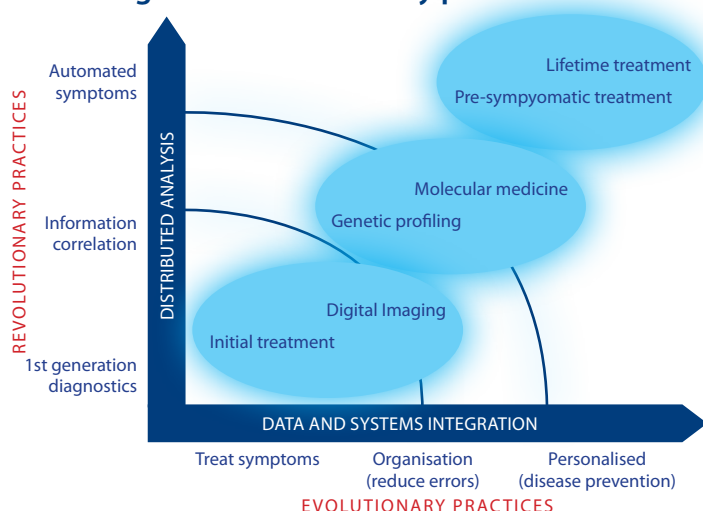 Automated
symptoms
Lifetime treatment
Pre-sympyomatic treatment
REVOLUTIONARY PRACTICES
DISTRIBUTED ANALYSIS
Molecular medicine
Genetic profiling
Information
correlation
Digital Imaging
Initial treatment
1st generation
diagnostics
DATA AND SYSTEMS INTEGRATION
Treat symptoms
Organisation
(reduce errors)
Personalised
(disease prevention)
EVOLUTIONARY PRACTICES